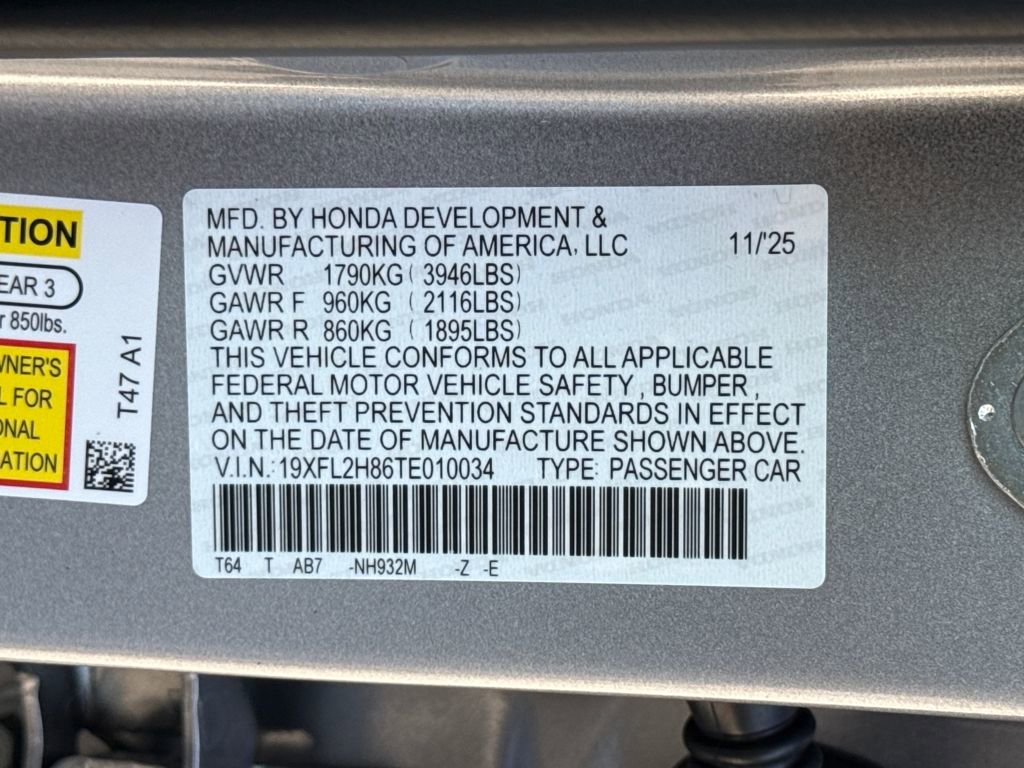 TION
EAR 3
r 850lbs.
WNER'S
L FOR
ONAL
ATION
T47 A1
MFD. BY HONDA DEVELOPMENT &
MANUFACTURING OF AMERICA, LLC 11/'25
GVWR 1790KG (3946LBS)
GAWR F 960KG (2116LBS)
GAWR R 860KG (1895LBS)
THIS VEHICLE CONFORMS TO ALL APPLICABLE
FEDERAL MOTOR VEHICLE SAFETY, BUMPER,
AND THEFT PREVENTION STANDARDS IN EFFECT
ON THE DATE OF MANUFACTURE SHOWN ABOVE.
V.I.N.: 19XFL2H86TE010034 TYPE: PASSENGER CAR
T64 T AB7 -NH932M -Z -E